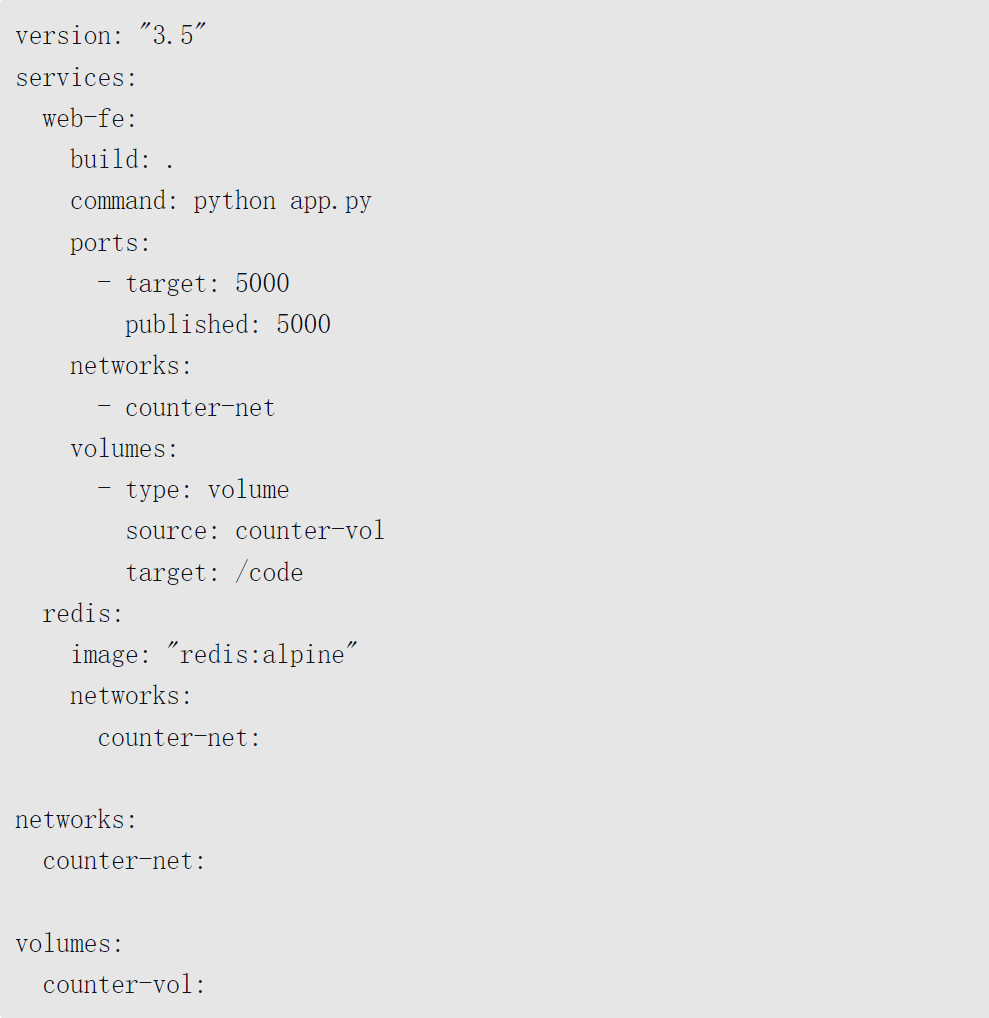 version: "3.5"
services:
  web-fe:
    build: .
    command: python app.py
    ports:
      - target: 5000
        published: 5000
    networks:
      - counter-net
    volumes:
      - type: volume
        source: counter-vol
        target: /code
  redis:
    image: "redis:alpine"
    networks:
      counter-net:

networks:
  counter-net:

volumes:
  counter-vol: